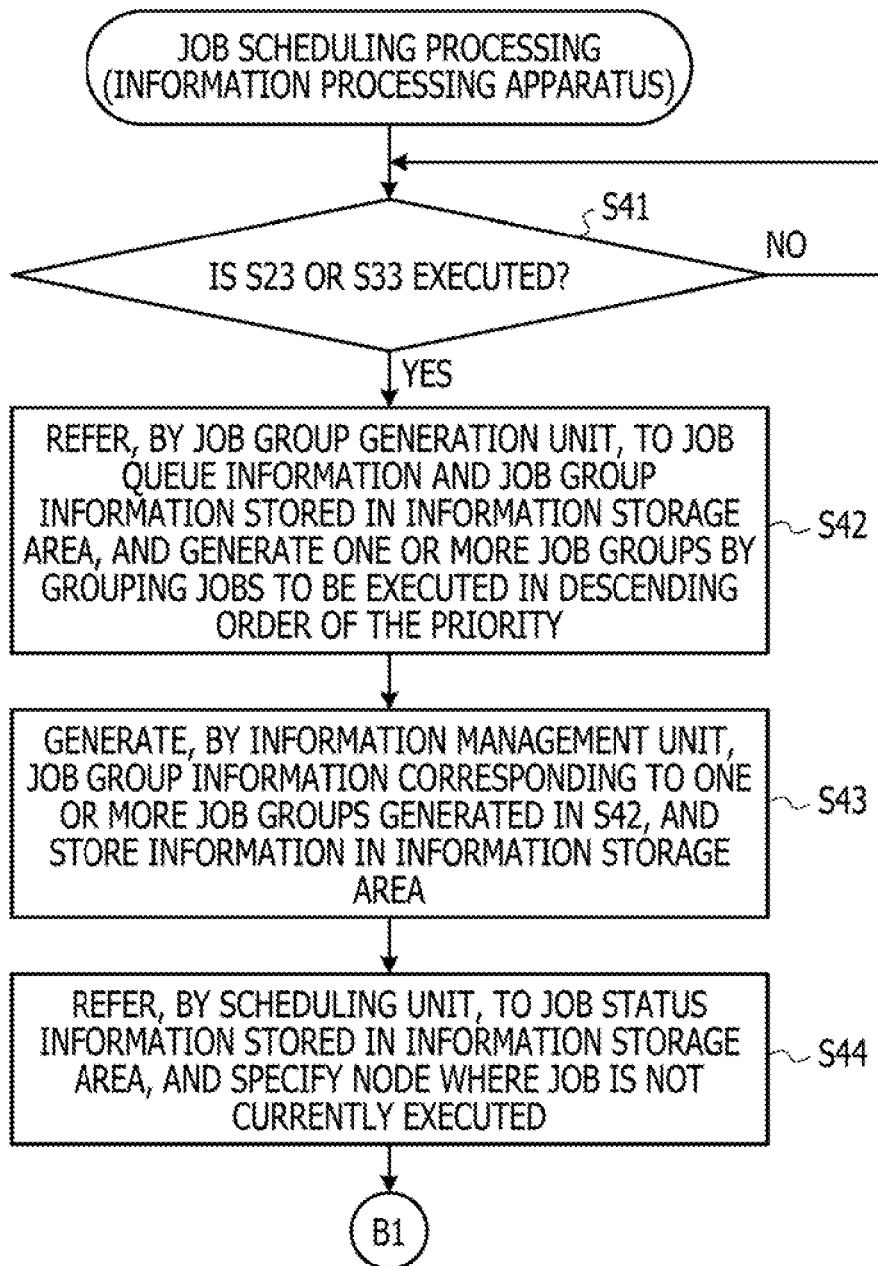 JOB SCHEDULING PROCESSING
(INFORMATION PROCESSING APPARATUS)
S41
NO
IS S23 OR S33 EXECUTED?
YES
REFER, BY JOB GROUP GENERATION UNIT, TO JOB
QUEUE INFORMATION AND JOB GROUP
INFORMATION STORED IN INFORMATION STORAGE
AREA, AND GENERATE ONE OR MORE JOB GROUPS BY
GROUPING JOBS TO BE EXECUTED IN DESCENDING
ORDER OF THE PRIORITY
S42
GENERATE, BY INFORMATION MANAGEMENT UNIT,
JOB GROUP INFORMATION CORRESPONDING TO ONE
OR MORE JOB GROUPS GENERATED IN S42, AND
STORE INFORMATION IN INFORMATION STORAGE
AREA
S43
REFER, BY SCHEDULING UNIT, TO JOB STATUS
INFORMATION STORED IN INFORMATION STORAGE
AREA, AND SPECIFY NODE WHERE JOB IS NOT
CURRENTLY EXECUTED
S44
B1